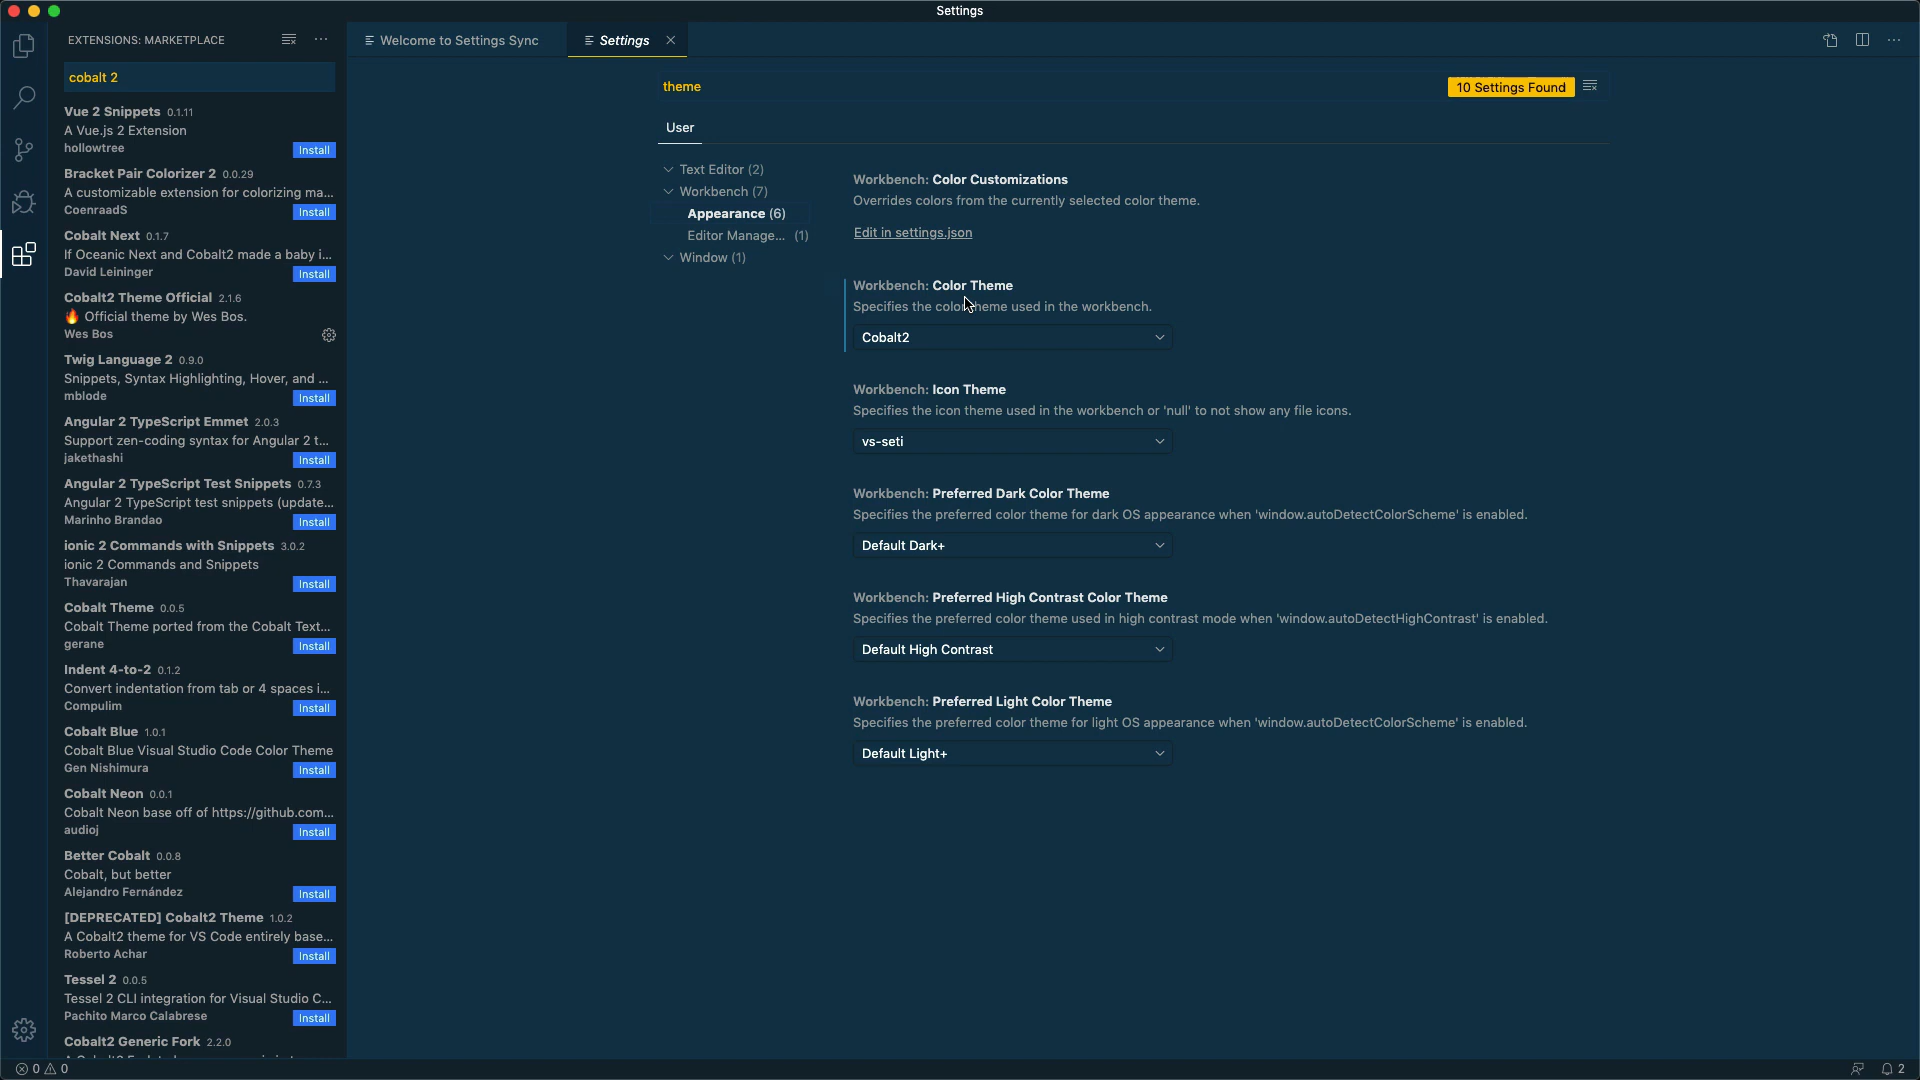 Settings
EXTENSIONS: MARKETPLACE
cobalt 2
Vue 2 Snippets 0.1.11
A Vue.js 2 Extension
hollowtree
Install
Bracket Pair Colorizer 2 0.0.29
A customizable extension for colorizing ma...
CoenraadS
Install
Cobalt Next 0.1.7
If Oceanic Next and Cobalt2 made a baby i...
David Leininger
Install
Cobalt2 Theme Official 2.1.6
🔥 Official theme by Wes Bos.
Wes Bos
Twig Language 2 0.9.0
Snippets, Syntax Highlighting, Hover, and ...
mblode
Install
Angular 2 TypeScript Emmet 2.0.3
Support zen-coding syntax for Angular 2 t...
jakethashi
Install
Angular 2 TypeScript Test Snippets 0.7.3
Angular 2 TypeScript test snippets (update...
Marinho Brandao
Install
ionic 2 Commands with Snippets 3.0.2
ionic 2 Commands and Snippets
Thavarajan
Install
Cobalt Theme 0.0.5
Cobalt Theme ported from the Cobalt Text...
gerane
Install
Indent 4-to-2 0.1.2
Convert indentation from tab or 4 spaces i...
Compulim
Install
Cobalt Blue 1.0.1
Cobalt Blue Visual Studio Code Color Theme
Gen Nishimura
Install
Cobalt Neon 0.0.1
Cobalt Neon base off of https://github.com...
audioj
Install
Better Cobalt 0.0.8
Cobalt, but better
Alejandro Fernández
Install
[DEPRECATED] Cobalt2 Theme 1.0.2
A Cobalt2 theme for VS Code entirely base...
Roberto Achar
Install
Tessel 2 0.0.5
Tessel 2 CLI integration for Visual Studio C...
Pachito Marco Calabrese
Install
Cobalt2 Generic Fork 2.2.0
Welcome to Settings Sync
Settings
theme
10 Settings Found
User
Text Editor (2)
Workbench (7)
Appearance (6)
Editor Manage... (1)
Window (1)
Workbench: Color Customizations
Overrides colors from the currently selected color theme.
Edit in settings.json
Workbench: Color Theme
Specifies the color theme used in the workbench.
Cobalt2
Workbench: Icon Theme
Specifies the icon theme used in the workbench or 'null' to not show any file icons.
vs-seti
Workbench: Preferred Dark Color Theme
Specifies the preferred color theme for dark OS appearance when 'window.autoDetectColorScheme' is enabled.
Default Dark+
Workbench: Preferred High Contrast Color Theme
Specifies the preferred color theme used in high contrast mode when 'window.autoDetectHighContrast' is enabled.
Default High Contrast
Workbench: Preferred Light Color Theme
Specifies the preferred color theme for light OS appearance when 'window.autoDetectColorScheme' is enabled.
Default Light+
0 0
2